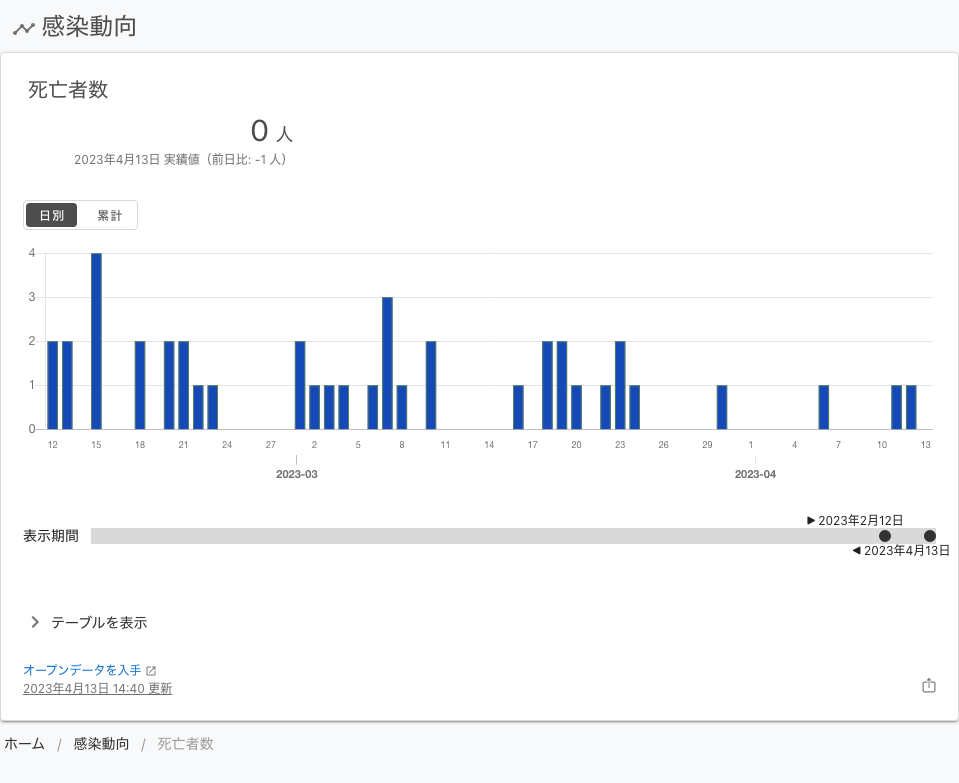 感染動向
死亡者数
0 人
2023年4月13日 実績値（前日比: -1 人）
日別 累計
4
3
2
1
0
12 15 18 21 24 27 2 5 8 11 14 17 20 23 26 29 1 4 7 10 13
2023-03 2023-04
▶ 2023年2月12日
表示期間
◀ 2023年4月13日
テーブルを表示
オープンデータを入手
2023年4月13日 14:40 更新
ホーム / 感染動向 / 死亡者数